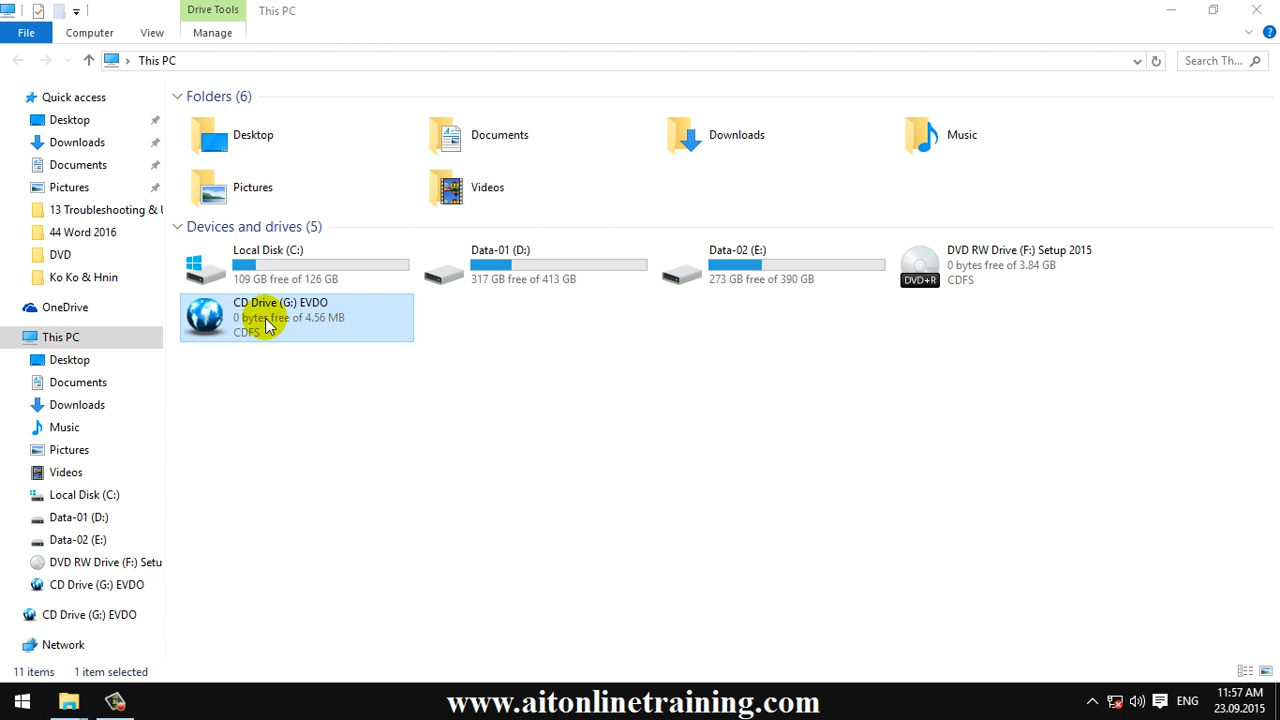 Drive Tools
This PC
File
Computer
View
Manage
This PC
Search Th...
Quick access
Desktop
Downloads
Documents
Pictures
13 Troubleshooting & U
44 Word 2016
DVD
Ko Ko & Hnin
OneDrive
This PC
Desktop
Documents
Downloads
Music
Pictures
Videos
Local Disk (C:)
Data-01 (D:)
Data-02 (E:)
DVD RW Drive (F:) Setu
CD Drive (G:) EVDO
CD Drive (G:) EVDO
Network
Folders (6)
Desktop
Documents
Downloads
Music
Pictures
Videos
Devices and drives (5)
Local Disk (C:)
109 GB free of 126 GB
Data-01 (D:)
317 GB free of 413 GB
Data-02 (E:)
273 GB free of 390 GB
DVD RW Drive (F:) Setup 2015
0 bytes free of 3.84 GB
CDFS
DVD+R
CD Drive (G:) EVDO
0 bytes free of 4.56 MB
CDFS
11 items
1 item selected
www.aitonlinetraining.com
ENG
11:57 AM
23.09.2015